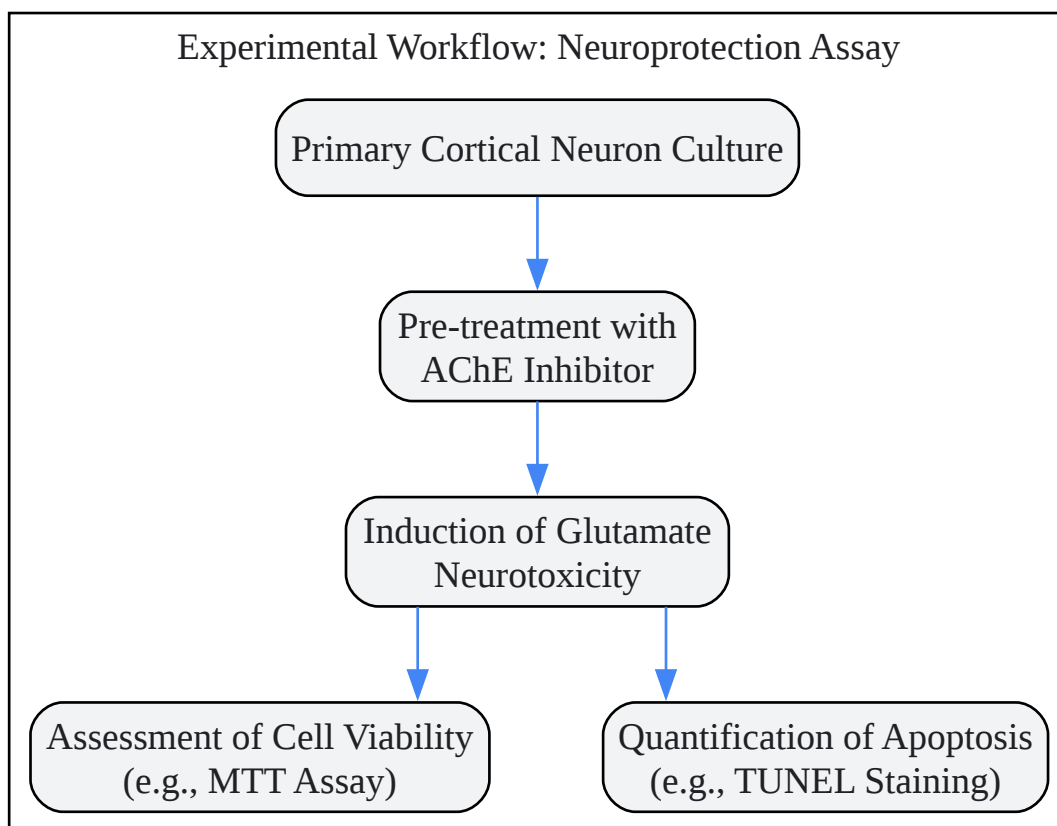 Experimental Workflow: Neuroprotection Assay
Primary Cortical Neuron Culture
Pre-treatment with
AChE Inhibitor
Induction of Glutamate
Neurotoxicity
Assessment of Cell Viability
(e.g., MTT Assay)
Quantification of Apoptosis
(e.g., TUNEL Staining)